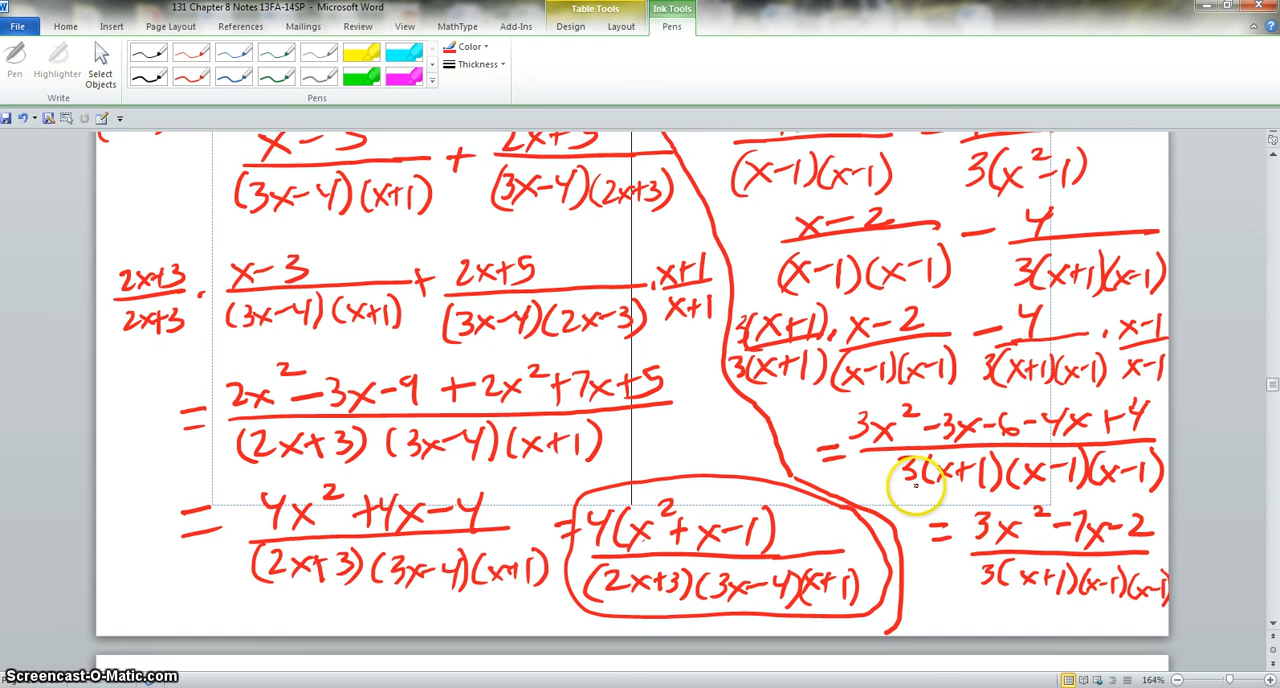 131 Chapter 8 Notes 13FA-14SP - Microsoft Word
Table Tools
Ink Tools
File Home Insert Page Layout References Mailings Review View MathType Add-Ins Design Layout Pens
Pen Highlighter Select Objects
Color
Thickness
Write
Pens
x-3/(3x-4)(x+1) + 2x+5/(3x-4)(2x+3)
2x+3/2x+3 · x-3/(3x-4)(x+1) + 2x+5/(3x-4)(2x-3) · x+1/x+1
= 2x²-3x-9+2x²+7x+5/(2x+3)(3x-4)(x+1)
= 4x²+4x-4/(2x+3)(3x-4)(x+1) = 4(x²+x-1)/(2x+3)(3x-4)(x+1)
(x-1)(x-1) - 3(x²-1)
x-2/(x-1)(x-1) - 4/3(x+1)(x-1)
3(x+1)/3(x+1) · x-2/(x-1)(x-1) - 4/3(x+1)(x-1) · x-1/x-1
= 3x²-3x-6-4x+4/3(x+1)(x-1)(x-1)
= 3x²-7x-2/3(x+1)(x-1)(x-1)
Screencast-O-Matic.com
164%